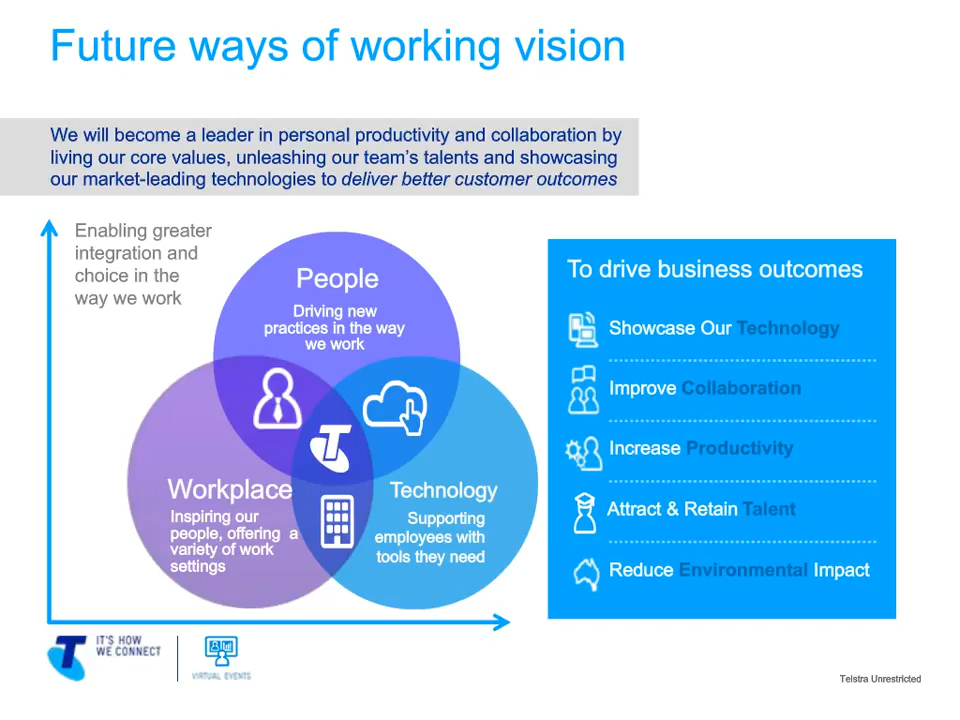 Future ways of working vision
We will become a leader in personal productivity and collaboration by
living our core values, unleashing our team's talents and showcasing
our market-leading technologies to deliver better customer outcomes
Enabling greater
integration and
choice in the
way we work
People
Driving new
practices in the way
we work
Workplace
Inspiring our
people, offering a
variety of work
settings
Technology
Supporting
employees with
tools they need
T
To drive business outcomes
Showcase Our Technology
Improve Collaboration
Increase Productivity
Attract & Retain Talent
Reduce Environmental Impact
T
IT'S HOW
WE CONNECT
VIRTUAL EVENTS
Telstra Unrestricted